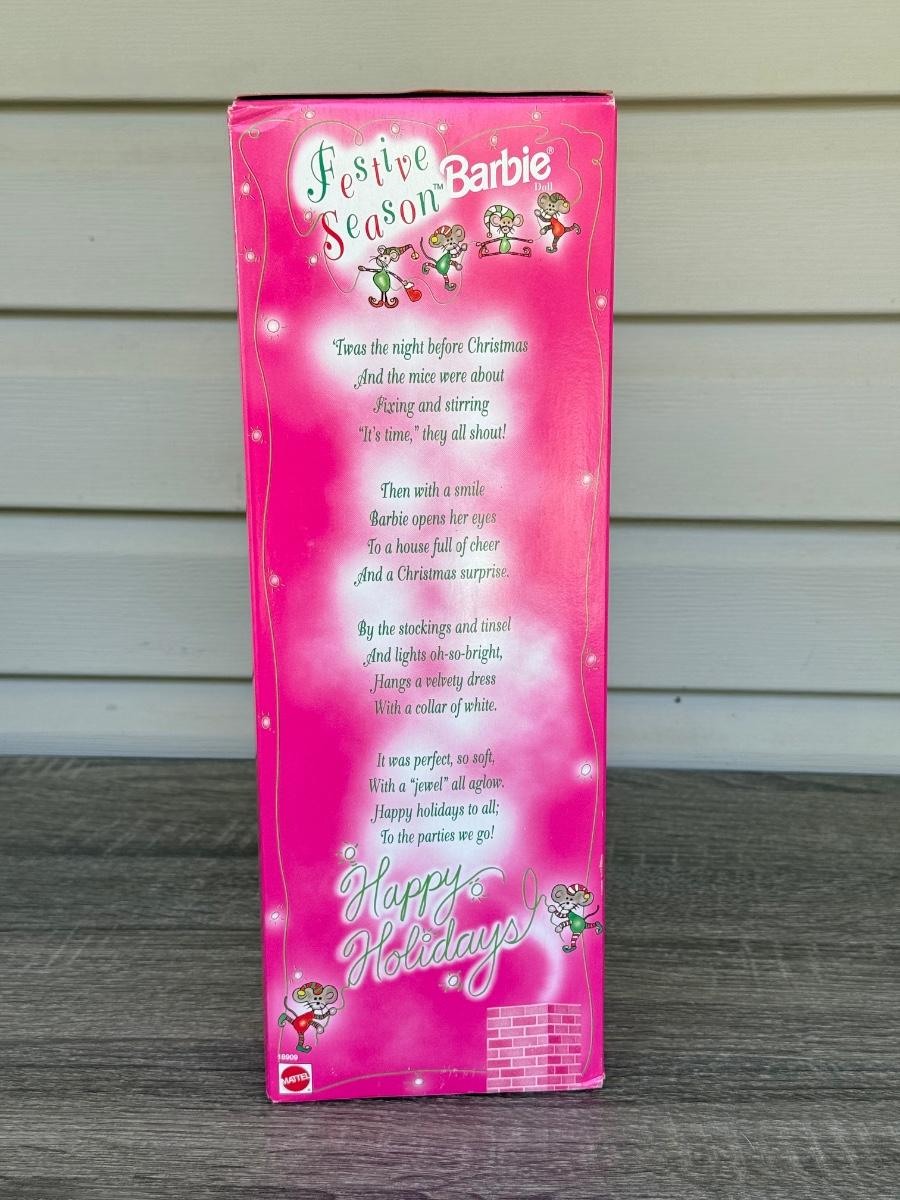 Festive
Season™
Barbie®
Doll
'Twas the night before Christmas
And the mice were about
Fixing and stirring
"It's time," they all shout!
Then with a smile
Barbie opens her eyes
To a house full of cheer
And a Christmas surprise.
By the stockings and tinsel
And lights oh-so-bright,
Hangs a velvety dress
With a collar of white.
It was perfect, so soft,
With a "jewel" all aglow.
Happy holidays to all;
To the parties we go!
Happy
Holidays
18909
MATTEL